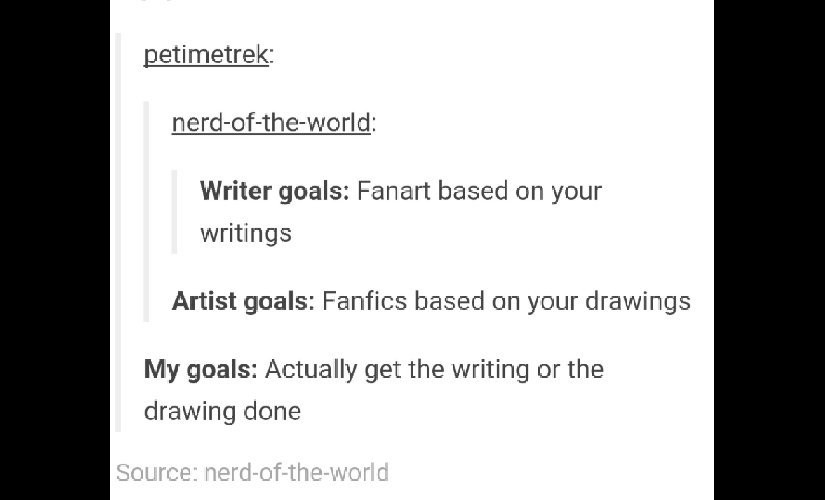 petimetrek:
nerd-of-the-world:
Writer goals: Fanart based on your
writings
Artist goals: Fanfics based on your drawings
My goals: Actually get the writing or the
drawing done
Source: nerd-of-the-world